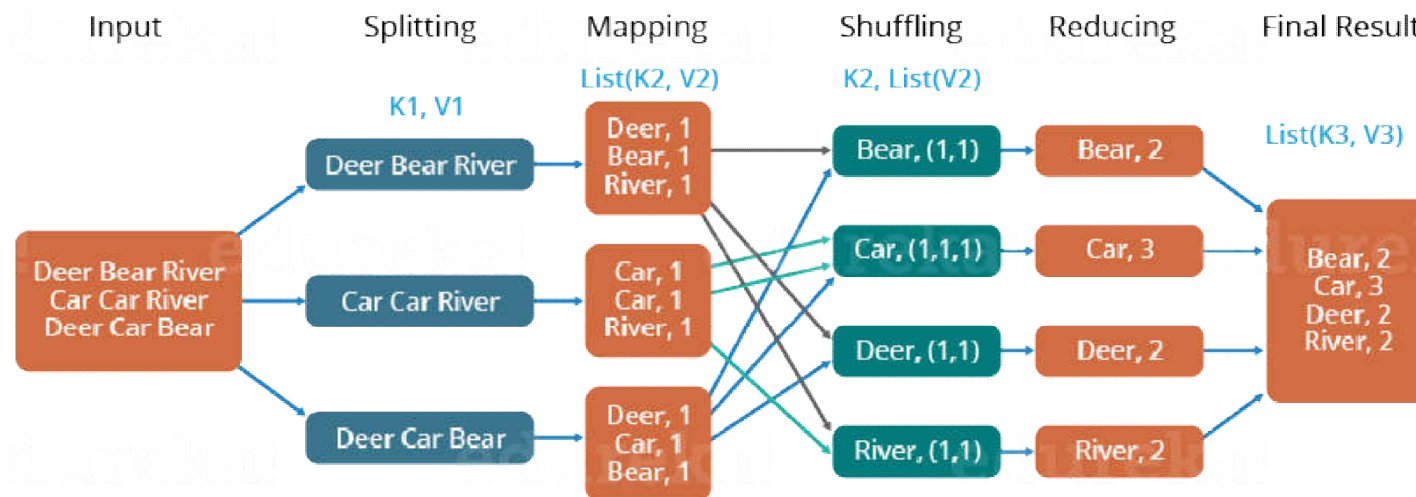 Input
Splitting
Mapping
Shuffling
Reducing
Final Result
K1, V1
List(K2, V2)
K2, List(V2)
List(K3, V3)
Deer Bear River
Car Car River
Deer Car Bear
Deer Bear River
Car Car River
Deer Car Bear
Deer, 1
Bear, 1
River, 1
Car, 1
Car, 1
River, 1
Deer, 1
Car, 1
Bear, 1
Bear, (1,1)
Car, (1,1,1)
Deer, (1,1)
River, (1,1)
Bear, 2
Car, 3
Deer, 2
River, 2
Bear, 2
Car, 3
Deer, 2
River, 2
edureka!